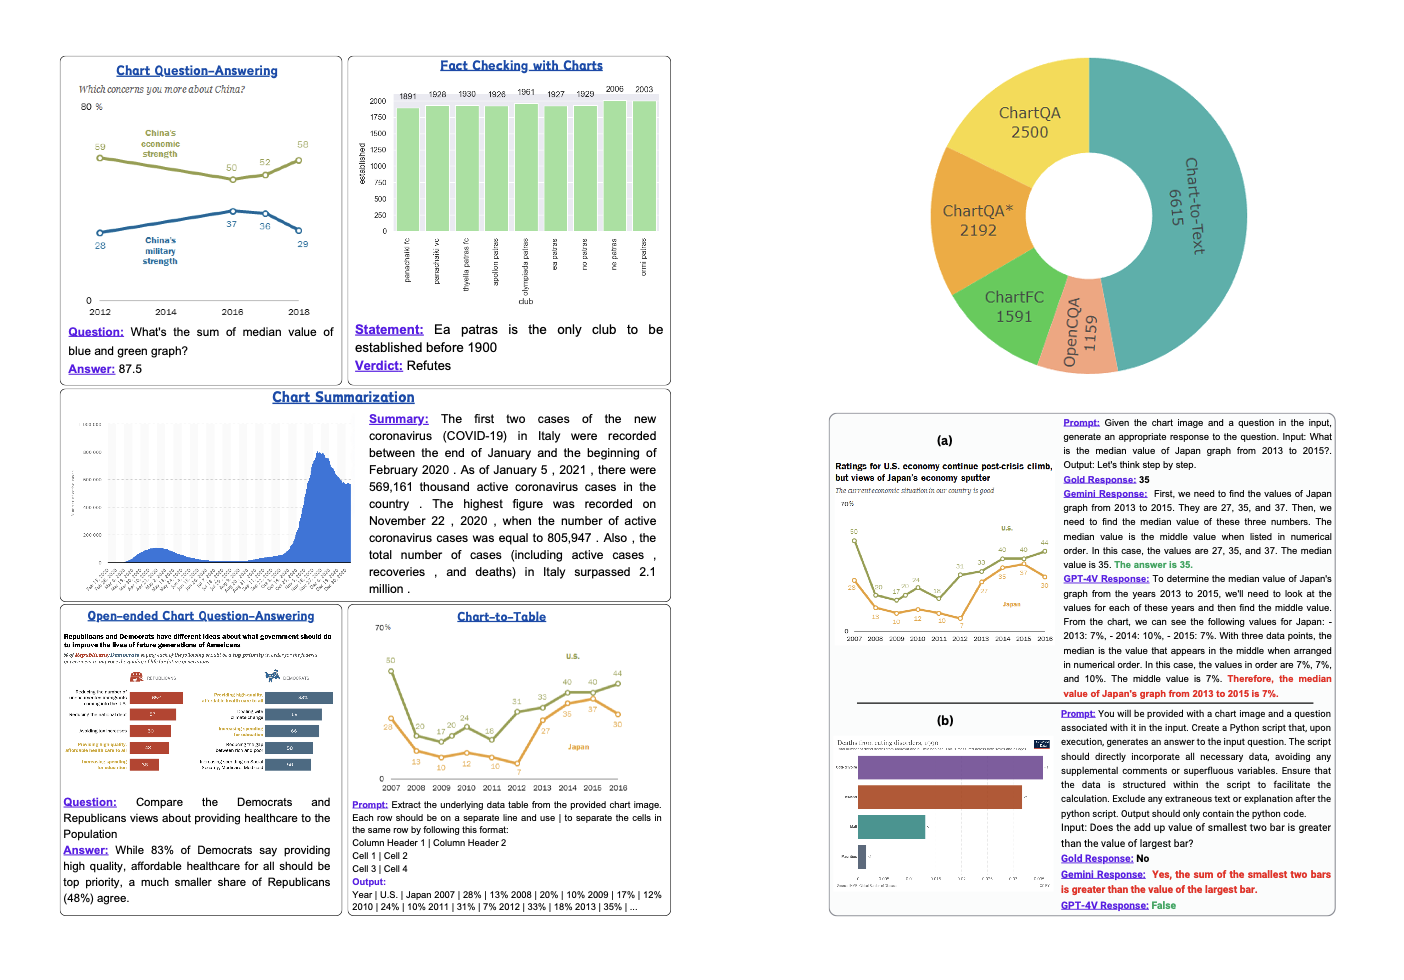 Chart Question-Answering
Which concerns you more about China?
80 %
China's
economic
strength
59
50
52
58
37
36
28
29
China's
military
strength
0
2012 2014 2016 2018
Question: What's the sum of median value of
blue and green graph?
Answer: 87.5
Fact Checking with Charts
1891 1928 1930 1926 1961 1927 1929 2006 2003
2000
1750
1500
1250
1000
750
500
250
0
established
panachaiki fc
panachaiki vc
thyella patras fc
apollon patras
olympiada patras
ea patras
no patras
ne patras
ormi patras
club
Statement: Ea patras is the only club to be
established before 1900
Verdict: Refutes
Chart Summarization
800 000
600 000
400 000
200 000
0
Summary: The first two cases of the new
coronavirus (COVID-19) in Italy were recorded
between the end of January and the beginning of
February 2020 . As of January 5 , 2021 , there were
569,161 thousand active coronavirus cases in the
country . The highest figure was recorded on
November 22 , 2020 , when the number of active
coronavirus cases was equal to 805,947 . Also , the
total number of cases (including active cases ,
recoveries , and deaths) in Italy surpassed 2.1
million .
Open-ended Chart Question-Answering
Republicans and Democrats have different ideas about what government should do
to improve the lives of future generations of Americans
REPUBLICANS
DEMOCRATS
Question: Compare the Democrats and
Republicans views about providing healthcare to the
Population
Answer: While 83% of Democrats say providing
high quality, affordable healthcare for all should be
top priority, a much smaller share of Republicans
(48%) agree.
Chart-to-Table
70%
50
20
17
20
24
18
31
33
40
40
44
U.S.
28
13
10
12
10
7
27
35
37
30
Japan
0
2007 2008 2009 2010 2011 2012 2013 2014 2015 2016
Prompt: Extract the underlying data table from the provided chart image.
Each row should be on a separate line and use | to separate the cells in
the same row by following this format:
Column Header 1 | Column Header 2
Cell 1 | Cell 2
Cell 3 | Cell 4
Output:
Year | U.S. | Japan 2007 | 28% | 13% 2008 | 20% | 10% 2009 | 17% | 12%
2010 | 24% | 10% 2011 | 31% | 7% 2012 | 33% | 18% 2013 | 35% | ...
ChartQA
2500
ChartQA*
2192
ChartFC
1591
OpenCQA
1159
Chart-to-Text
6615
(a)
Ratings for U.S. economy continue post-crisis climb,
but views of Japan's economy sputter
The current economic situation in our country is good
70%
50
20
17
20
24
18
31
33
40
40
44
U.S.
28
13
10
12
10
7
27
35
37
30
Japan
0
2007 2008 2009 2010 2011 2012 2013 2014 2015 2016
Prompt: Given the chart image and a question in the input,
generate an appropriate response to the question. Input: What
is the median value of Japan graph from 2013 to 2015?.
Output: Let's think step by step.
Gold Response: 35
Gemini Response: First, we need to find the values of Japan
graph from 2013 to 2015. They are 27, 35, and 37. Then, we
need to find the median value of these three numbers. The
median value is the middle value when listed in numerical
order. In this case, the values are 27, 35, and 37. The median
value is 35. The answer is 35.
GPT-4V Response: To determine the median value of Japan's
graph from the years 2013 to 2015, we'll need to look at the
values for each of these years and then find the middle value.
From the chart, we can see the following values for Japan: -
2013: 7%, - 2014: 10%, - 2015: 7%. With three data points, the
median is the value that appears in the middle when arranged
in numerical order. In this case, the values in order are 7%, 7%,
and 10%. The middle value is 7%. Therefore, the median
value of Japan's graph from 2013 to 2015 is 7%.
(b)
Deaths from eating disorders, 1991
Prompt: You will be provided with a chart image and a question
associated with it in the input. Create a Python script that, upon
execution, generates an answer to the input question. The script
should directly incorporate all necessary data, avoiding any
supplemental comments or superfluous variables. Ensure that
the data is structured within the script to facilitate the
calculation. Exclude any extraneous text or explanation after the
python script. Output should only contain the python code.
Input: Does the add up value of smallest two bar is greater
than the value of largest bar?
Gold Response: No
Gemini Response: Yes, the sum of the smallest two bars
is greater than the value of the largest bar.
GPT-4V Response: False